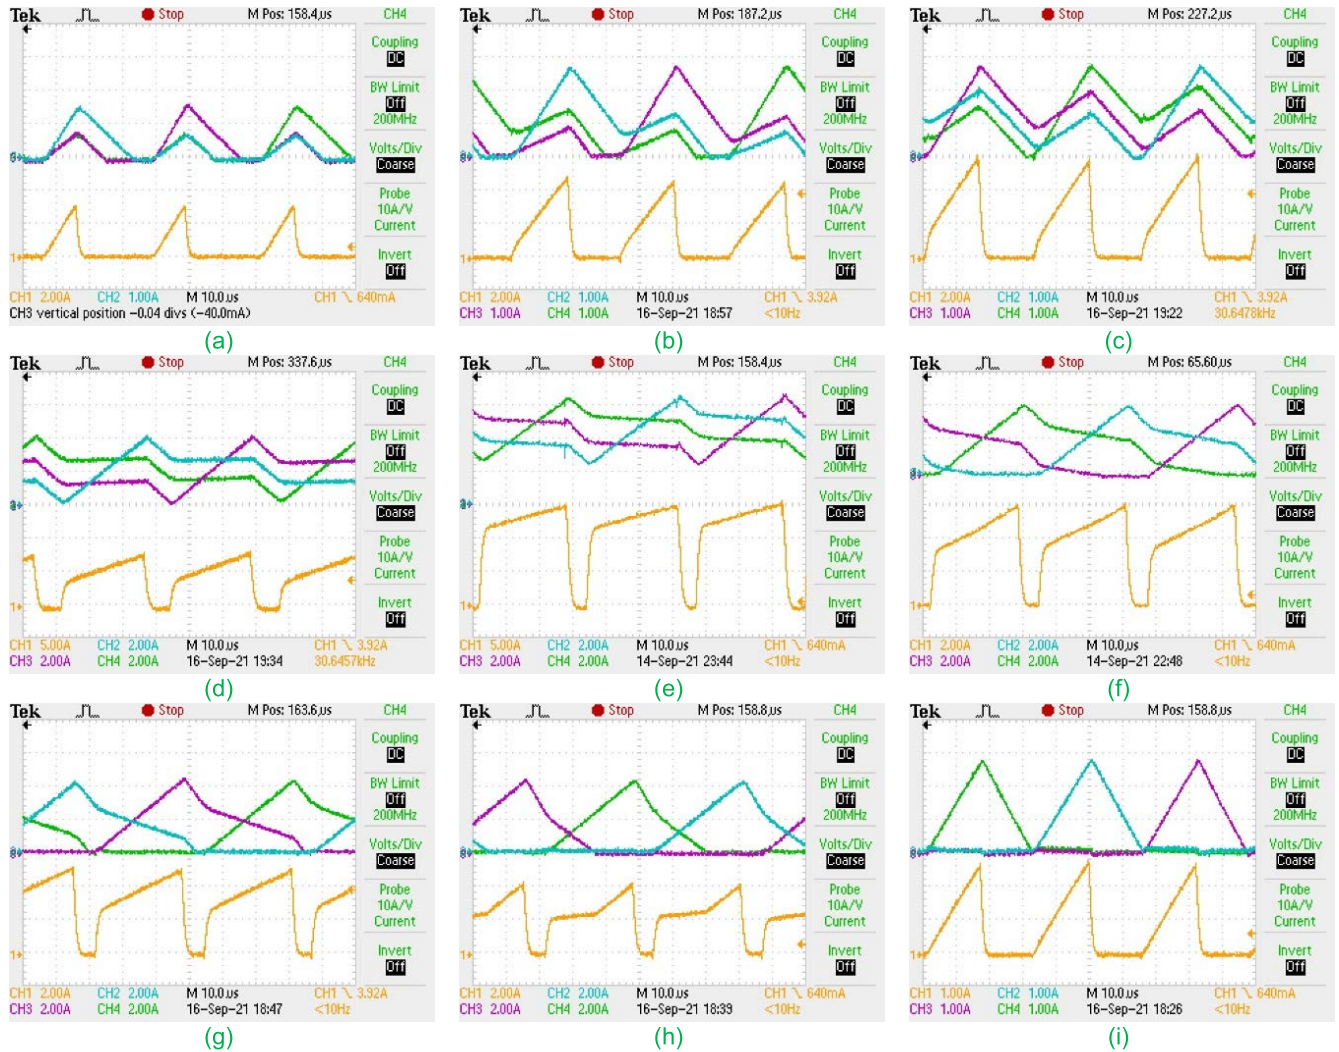 Tek Stop M Pos: 158.4µs CH4
Coupling
DC
BW Limit
Off
200MHz
Volts/Div
Coarse
Probe
10A/V
Current
Invert
Off
CH1 2.00A CH2 1.00A M 10.0µs CH1 640mA
CH3 vertical position -0.04 divs (-40.0mA)
(a)
Tek Stop M Pos: 187.2µs CH4
Coupling
DC
BW Limit
Off
200MHz
Volts/Div
Coarse
Probe
10A/V
Current
Invert
Off
CH1 2.00A CH2 1.00A M 10.0µs CH1 3.92A
CH3 1.00A CH4 1.00A 16-Sep-21 18:57 <10Hz
(b)
Tek Stop M Pos: 227.2µs CH4
Coupling
DC
BW Limit
Off
200MHz
Volts/Div
Coarse
Probe
10A/V
Current
Invert
Off
CH1 2.00A CH2 1.00A M 10.0µs CH1 3.92A
CH3 1.00A CH4 1.00A 16-Sep-21 19:22 30.6478kHz
(c)
Tek Stop M Pos: 337.6µs CH4
Coupling
DC
BW Limit
Off
200MHz
Volts/Div
Coarse
Probe
10A/V
Current
Invert
Off
CH1 5.00A CH2 2.00A M 10.0µs CH1 3.92A
CH3 2.00A CH4 2.00A 16-Sep-21 19:34 30.6457kHz
(d)
Tek Stop M Pos: 158.4µs CH4
Coupling
DC
BW Limit
Off
200MHz
Volts/Div
Coarse
Probe
10A/V
Current
Invert
Off
CH1 5.00A CH2 2.00A M 10.0µs CH1 640mA
CH3 2.00A CH4 2.00A 14-Sep-21 23:44 <10Hz
(e)
Tek Stop M Pos: 65.60µs CH4
Coupling
DC
BW Limit
Off
200MHz
Volts/Div
Coarse
Probe
10A/V
Current
Invert
Off
CH1 2.00A CH2 2.00A M 10.0µs CH1 640mA
CH3 2.00A CH4 2.00A 14-Sep-21 22:48 <10Hz
(f)
Tek Stop M Pos: 163.6µs CH4
Coupling
DC
BW Limit
Off
200MHz
Volts/Div
Coarse
Probe
10A/V
Current
Invert
Off
CH1 2.00A CH2 2.00A M 10.0µs CH1 3.92A
CH3 2.00A CH4 2.00A 16-Sep-21 18:47 <10Hz
(g)
Tek Stop M Pos: 158.8µs CH4
Coupling
DC
BW Limit
Off
200MHz
Volts/Div
Coarse
Probe
10A/V
Current
Invert
Off
CH1 2.00A CH2 2.00A M 10.0µs CH1 640mA
CH3 2.00A CH4 2.00A 16-Sep-21 18:39 <10Hz
(h)
Tek Stop M Pos: 158.8µs CH4
Coupling
DC
BW Limit
Off
200MHz
Volts/Div
Coarse
Probe
10A/V
Current
Invert
Off
CH1 2.00A CH2 1.00A M 10.0µs CH1 640mA
CH3 1.00A CH4 1.00A 16-Sep-21 18:26 <10Hz
(i)